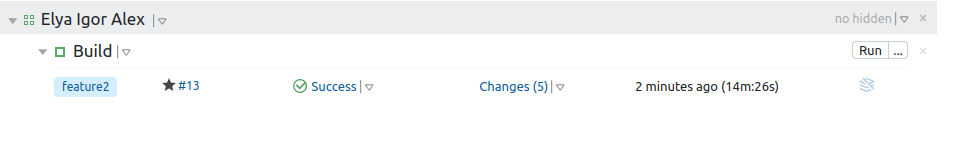 Elya Igor Alex no hidden
Build Run ...
feature2 #13 Success Changes (5) 2 minutes ago (14m:26s)